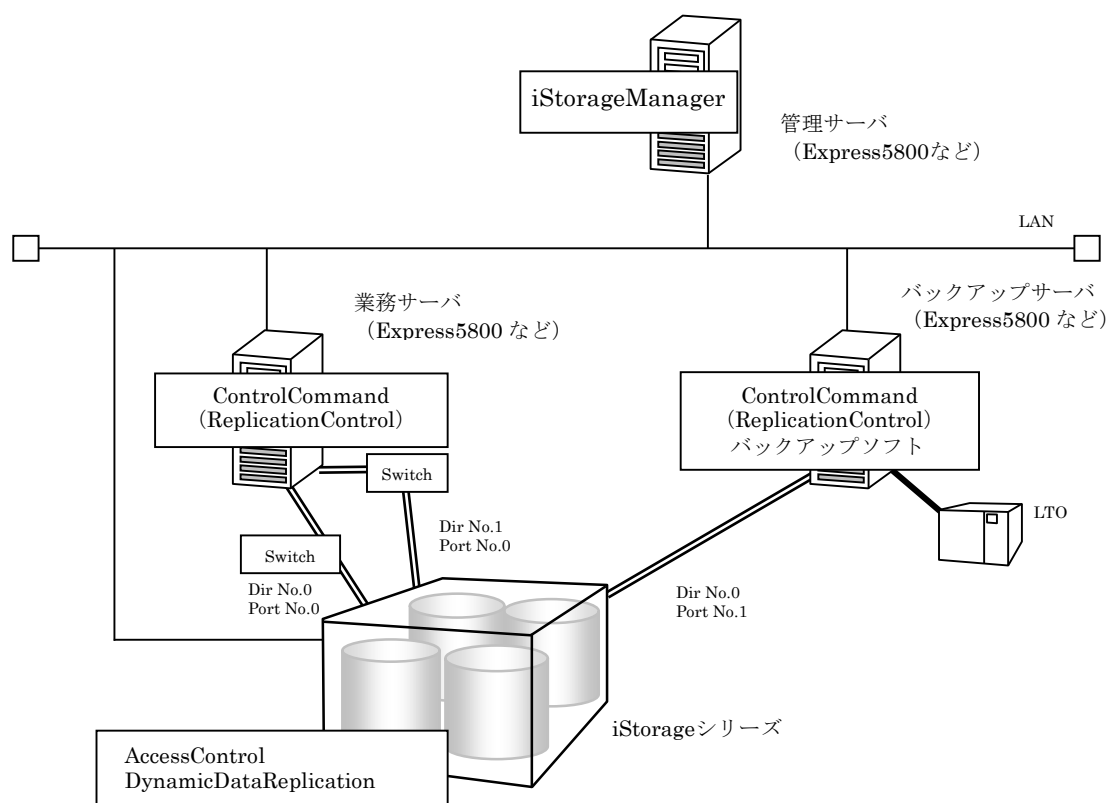 iStorageManager
管理サーバ
（Express5800など）
LAN
業務サーバ
（Express5800 など）
バックアップサーバ
（Express5800 など）
ControlCommand
（ReplicationControl）
ControlCommand
（ReplicationControl）
バックアップソフト
Switch
LTO
Dir No.1
Port No.0
Switch
Dir No.0
Port No.0
Dir No.0
Port No.1
iStorageシリーズ
AccessControl
DynamicDataReplication